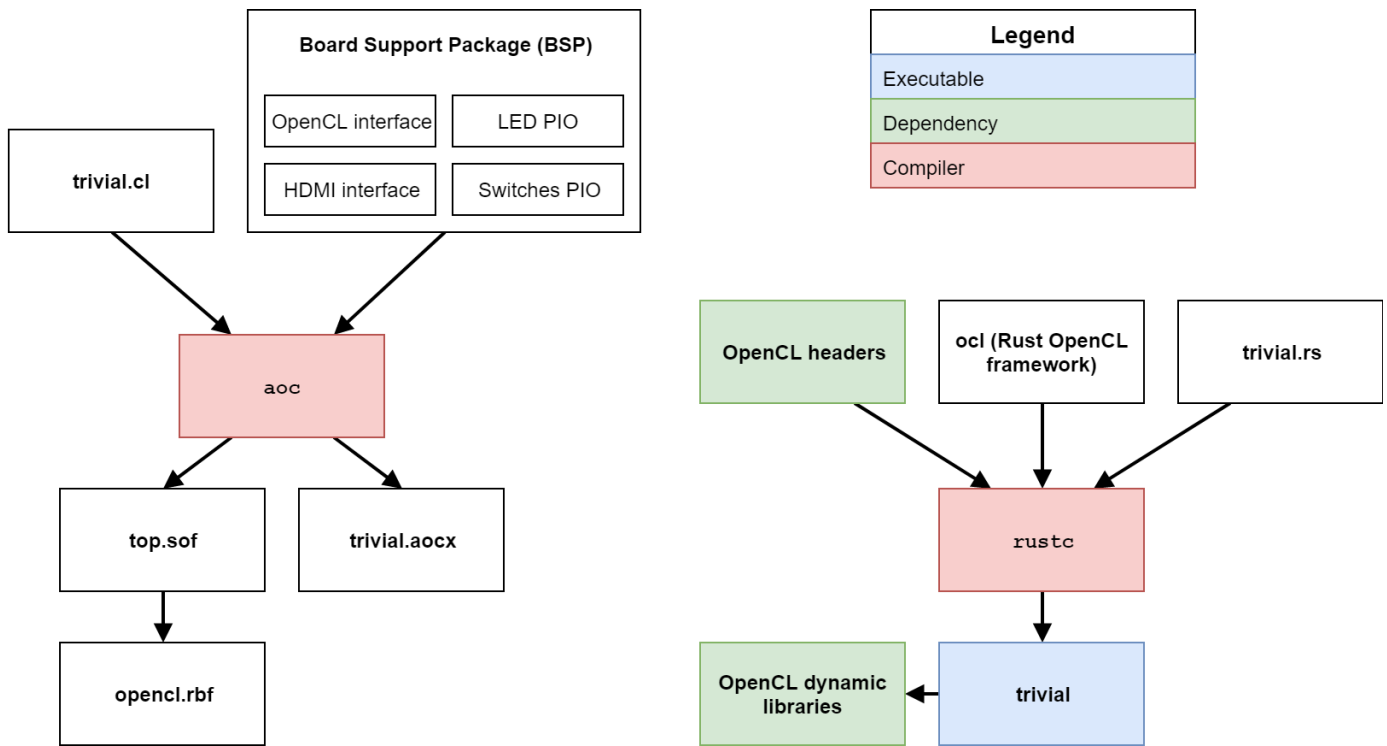 Board Support Package (BSP)
OpenCL interface
LED PIO
HDMI interface
Switches PIO
trivial.cl
aoc
top.sof
trivial.aocx
opencl.rbf
Legend
Executable
Dependency
Compiler
OpenCL headers
ocl (Rust OpenCL
framework)
trivial.rs
rustc
OpenCL dynamic
libraries
trivial